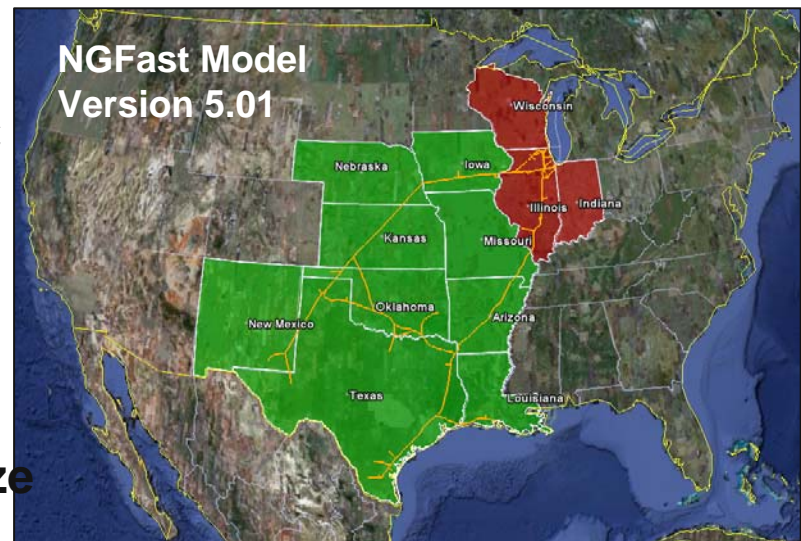 NGFast Model
Version 5.01
Wisconsin
Nebraska
Iowa
Illinois
Indiana
Kansas
Missouri
Oklahoma
Arizona
New Mexico
Texas
Louisiana
ze